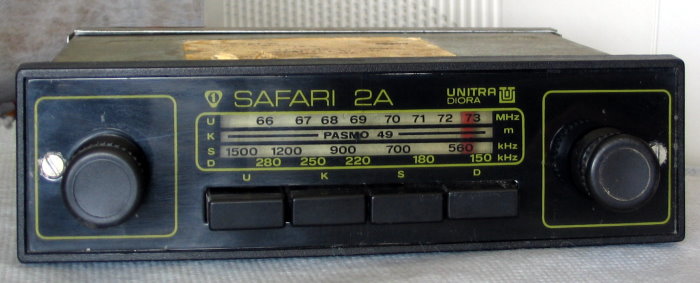 1 SAFARI 2A UNITRA
DIORA
U 66 67 68 69 70 71 72 73 MHz
K PASMO 49 m
S 1500 1200 900 700 560 kHz
D 280 250 220 180 150 kHz
U K S D